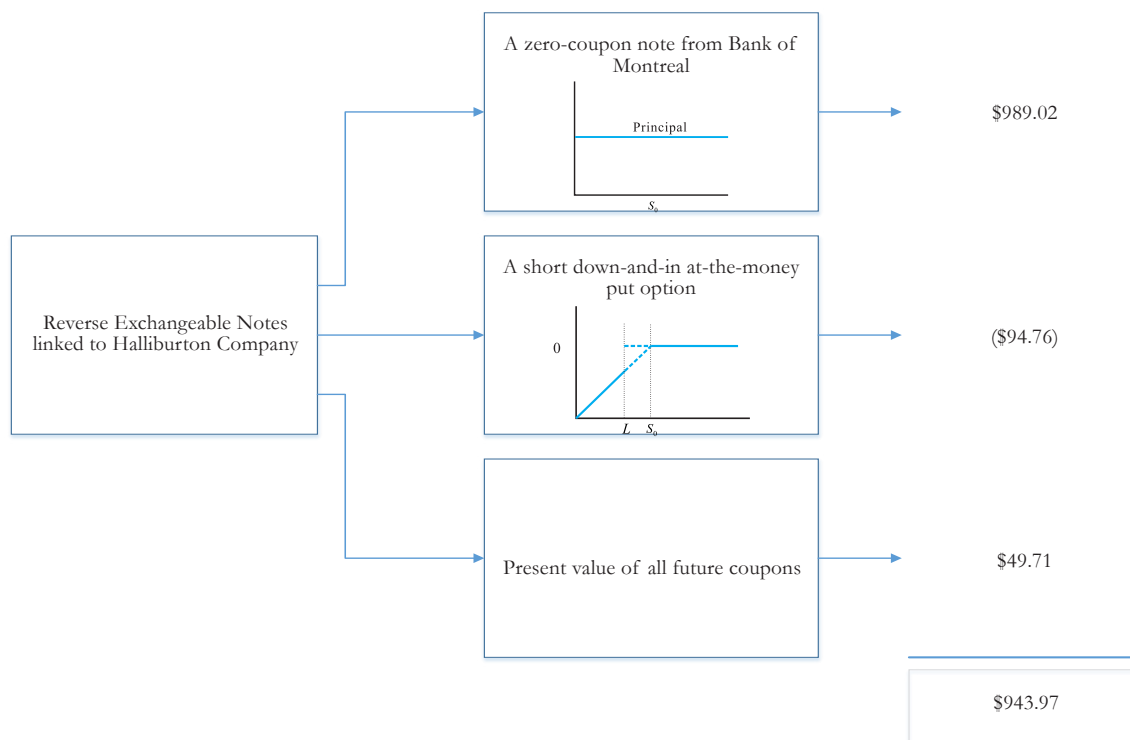 A zero-coupon note from Bank of
Montreal
Principal
S₀
$989.02
Reverse Exchangeable Notes
linked to Halliburton Company
A short down-and-in at-the-money
put option
0
L S₀
($94.76)
Present value of all future coupons
$49.71
$943.97